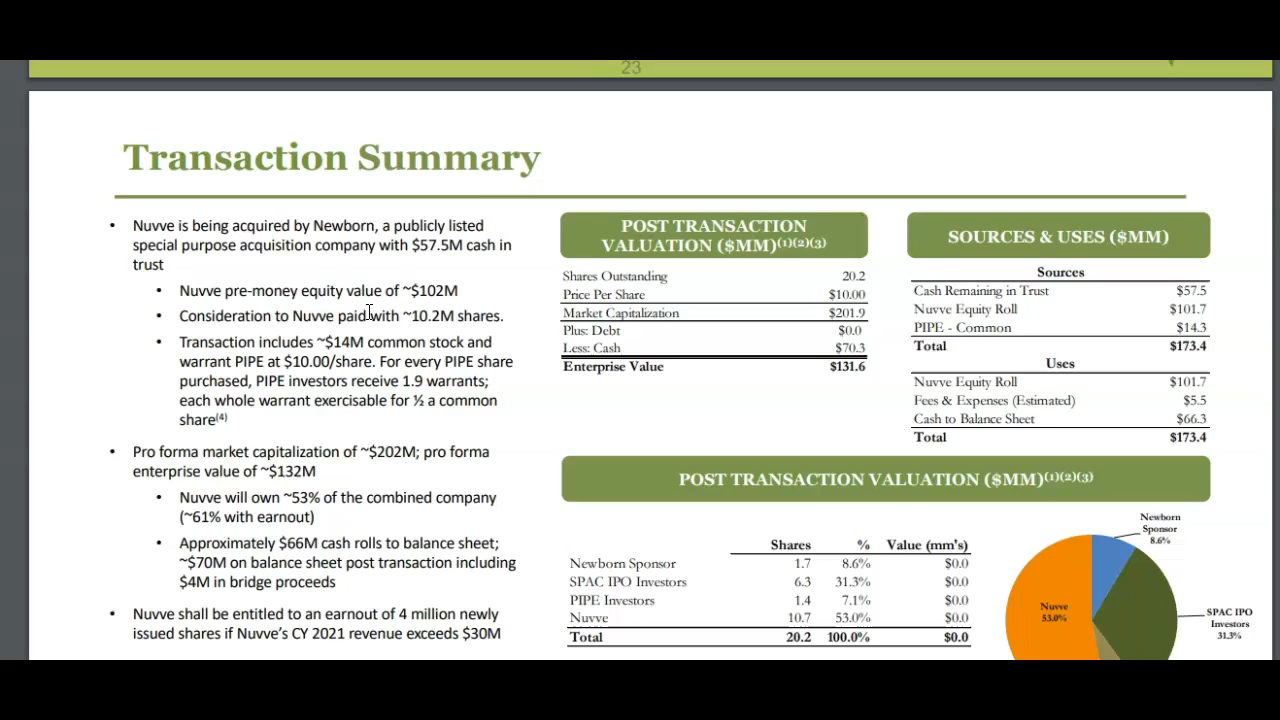 23
Transaction Summary
• Nuvve is being acquired by Newborn, a publicly listed
special purpose acquisition company with $57.5M cash in
trust
• Nuvve pre-money equity value of ~$102M
• Consideration to Nuvve paid with ~10.2M shares.
• Transaction includes ~$14M common stock and
warrant PIPE at $10.00/share. For every PIPE share
purchased, PIPE investors receive 1.9 warrants;
each whole warrant exercisable for ½ a common
share(4)
• Pro forma market capitalization of ~$202M; pro forma
enterprise value of ~$132M
• Nuvve will own ~53% of the combined company
(~61% with earnout)
• Approximately $66M cash rolls to balance sheet;
~$70M on balance sheet post transaction including
$4M in bridge proceeds
• Nuvve shall be entitled to an earnout of 4 million newly
issued shares if Nuvve's CY 2021 revenue exceeds $30M
POST TRANSACTION
VALUATION ($MM)(1)(2)(3)
Shares Outstanding 20.2
Price Per Share $10.00
Market Capitalization $201.9
Plus: Debt $0.0
Less: Cash $70.3
Enterprise Value $131.6
SOURCES & USES ($MM)
Sources
Cash Remaining in Trust $57.5
Nuvve Equity Roll $101.7
PIPE - Common $14.3
Total $173.4
Uses
Nuvve Equity Roll $101.7
Fees & Expenses (Estimated) $5.5
Cash to Balance Sheet $66.3
Total $173.4
POST TRANSACTION VALUATION ($MM)(1)(2)(3)
Shares % Value (mm's)
Newborn Sponsor 1.7 8.6% $0.0
SPAC IPO Investors 6.3 31.3% $0.0
PIPE Investors 1.4 7.1% $0.0
Nuvve 10.7 53.0% $0.0
Total 20.2 100.0% $0.0
Newborn
Sponsor
8.6%
Nuvve
53.0%
SPAC IPO
Investors
31.3%